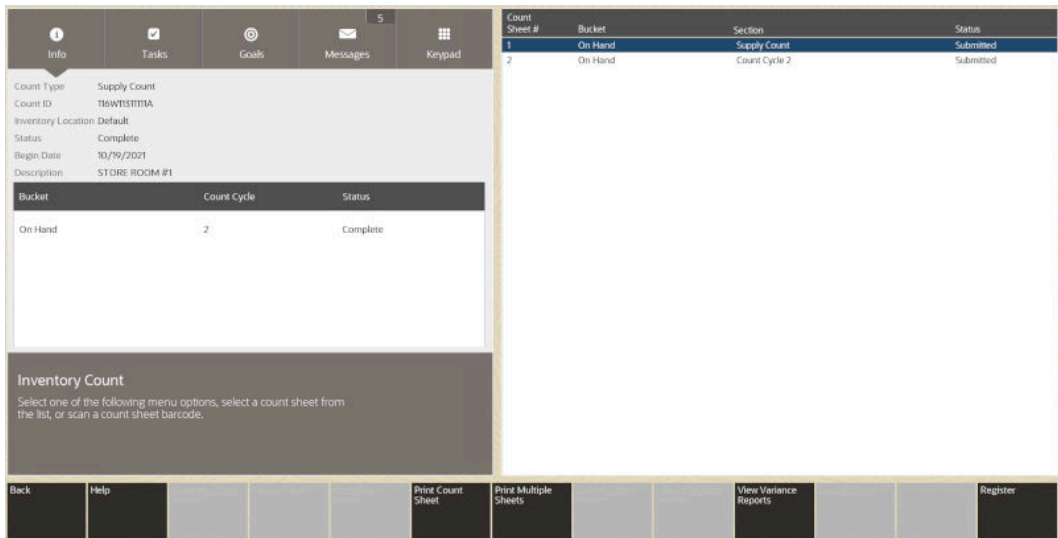 5
Info
Tasks
Goals
Messages
Keypad
Count Type Supply Count
Count ID 116W11311111A
Inventory Location Default
Status Complete
Begin Date 10/19/2021
Description STORE ROOM #1
Bucket Count Cycle Status
On Hand 2 Complete
Inventory Count
Select one of the following menu options, select a count sheet from
the list, or scan a count sheet barcode.
Count
Sheet # Bucket Section Status
1 On Hand Supply Count Submitted
2 On Hand Count Cycle 2 Submitted
Back
Help
Print Count
Sheet
Print Multiple
Sheets
View Variance
Reports
Register